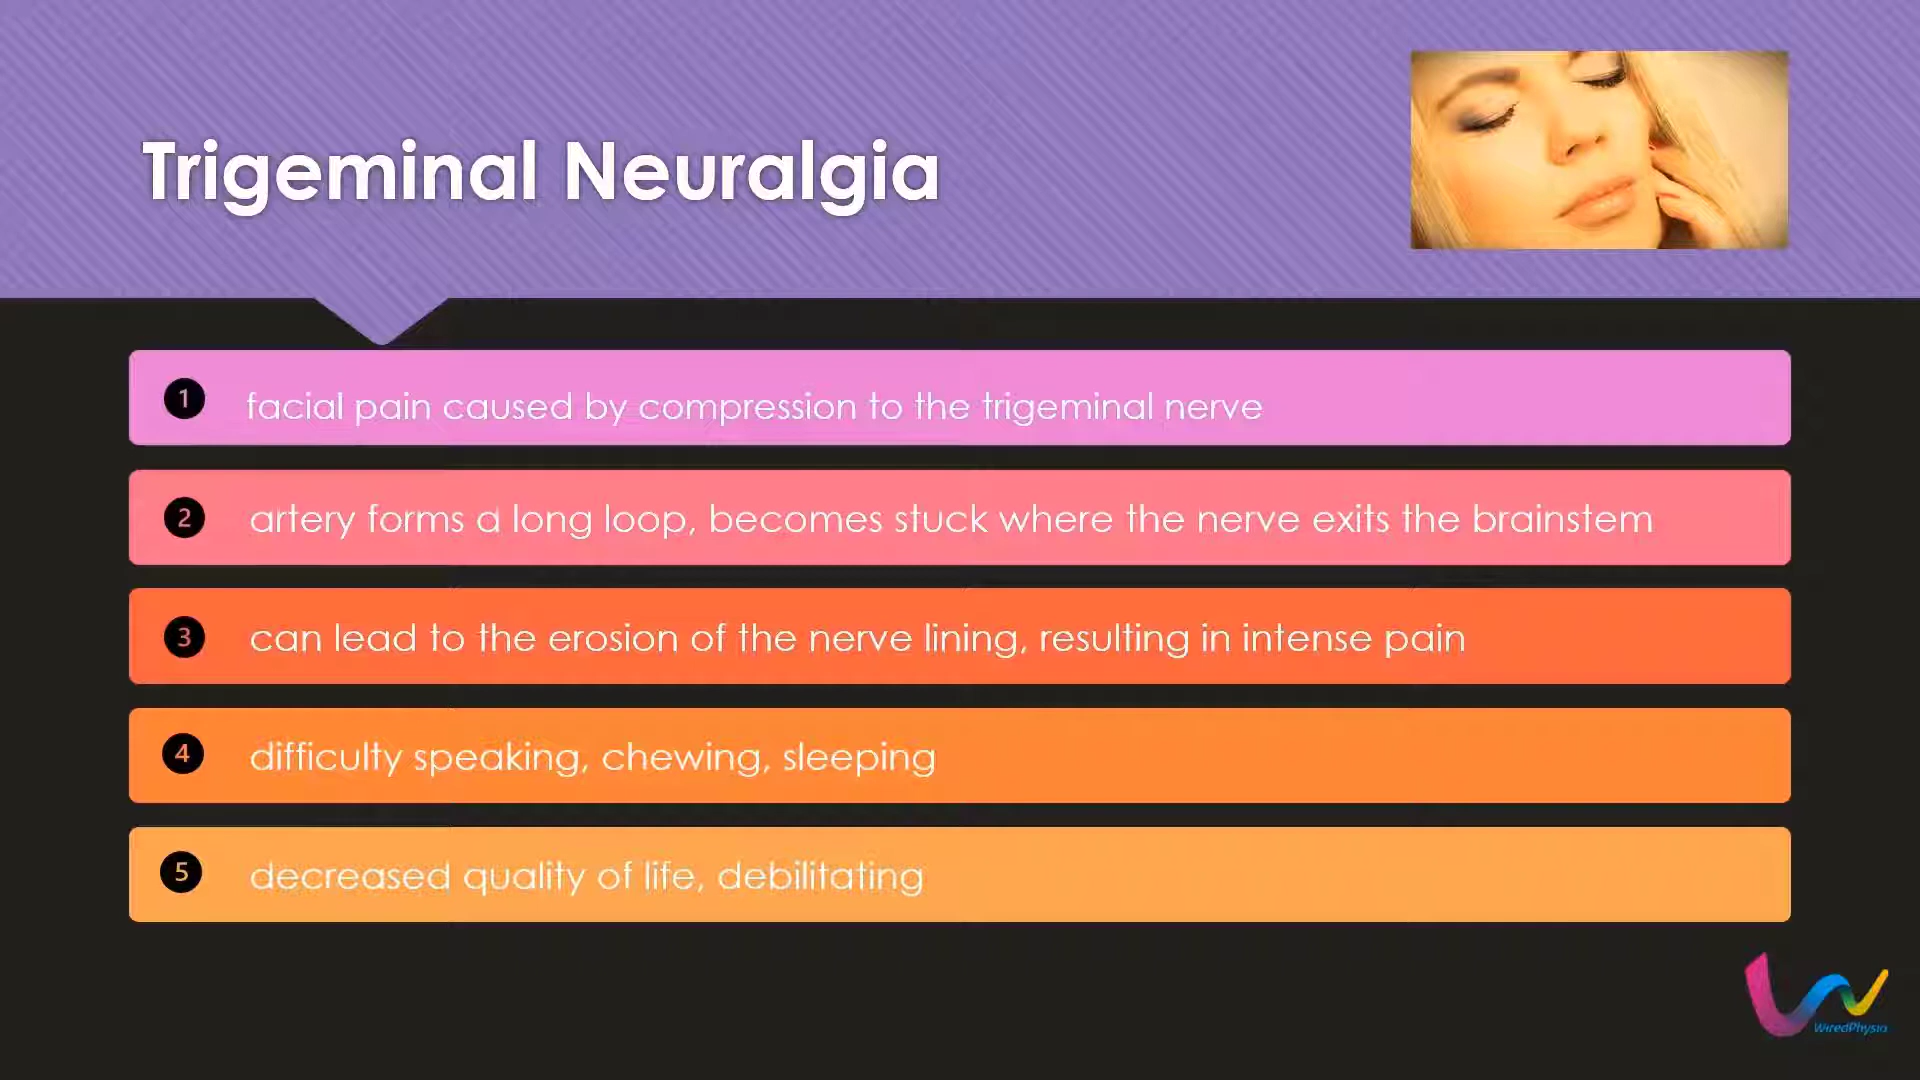 Trigeminal Neuralgia
1 facial pain caused by compression to the trigeminal nerve
2 artery forms a long loop, becomes stuck where the nerve exits the brainstem
3 can lead to the erosion of the nerve lining, resulting in intense pain
4 difficulty speaking, chewing, sleeping
5 decreased quality of life, debilitating
WiredPhysio